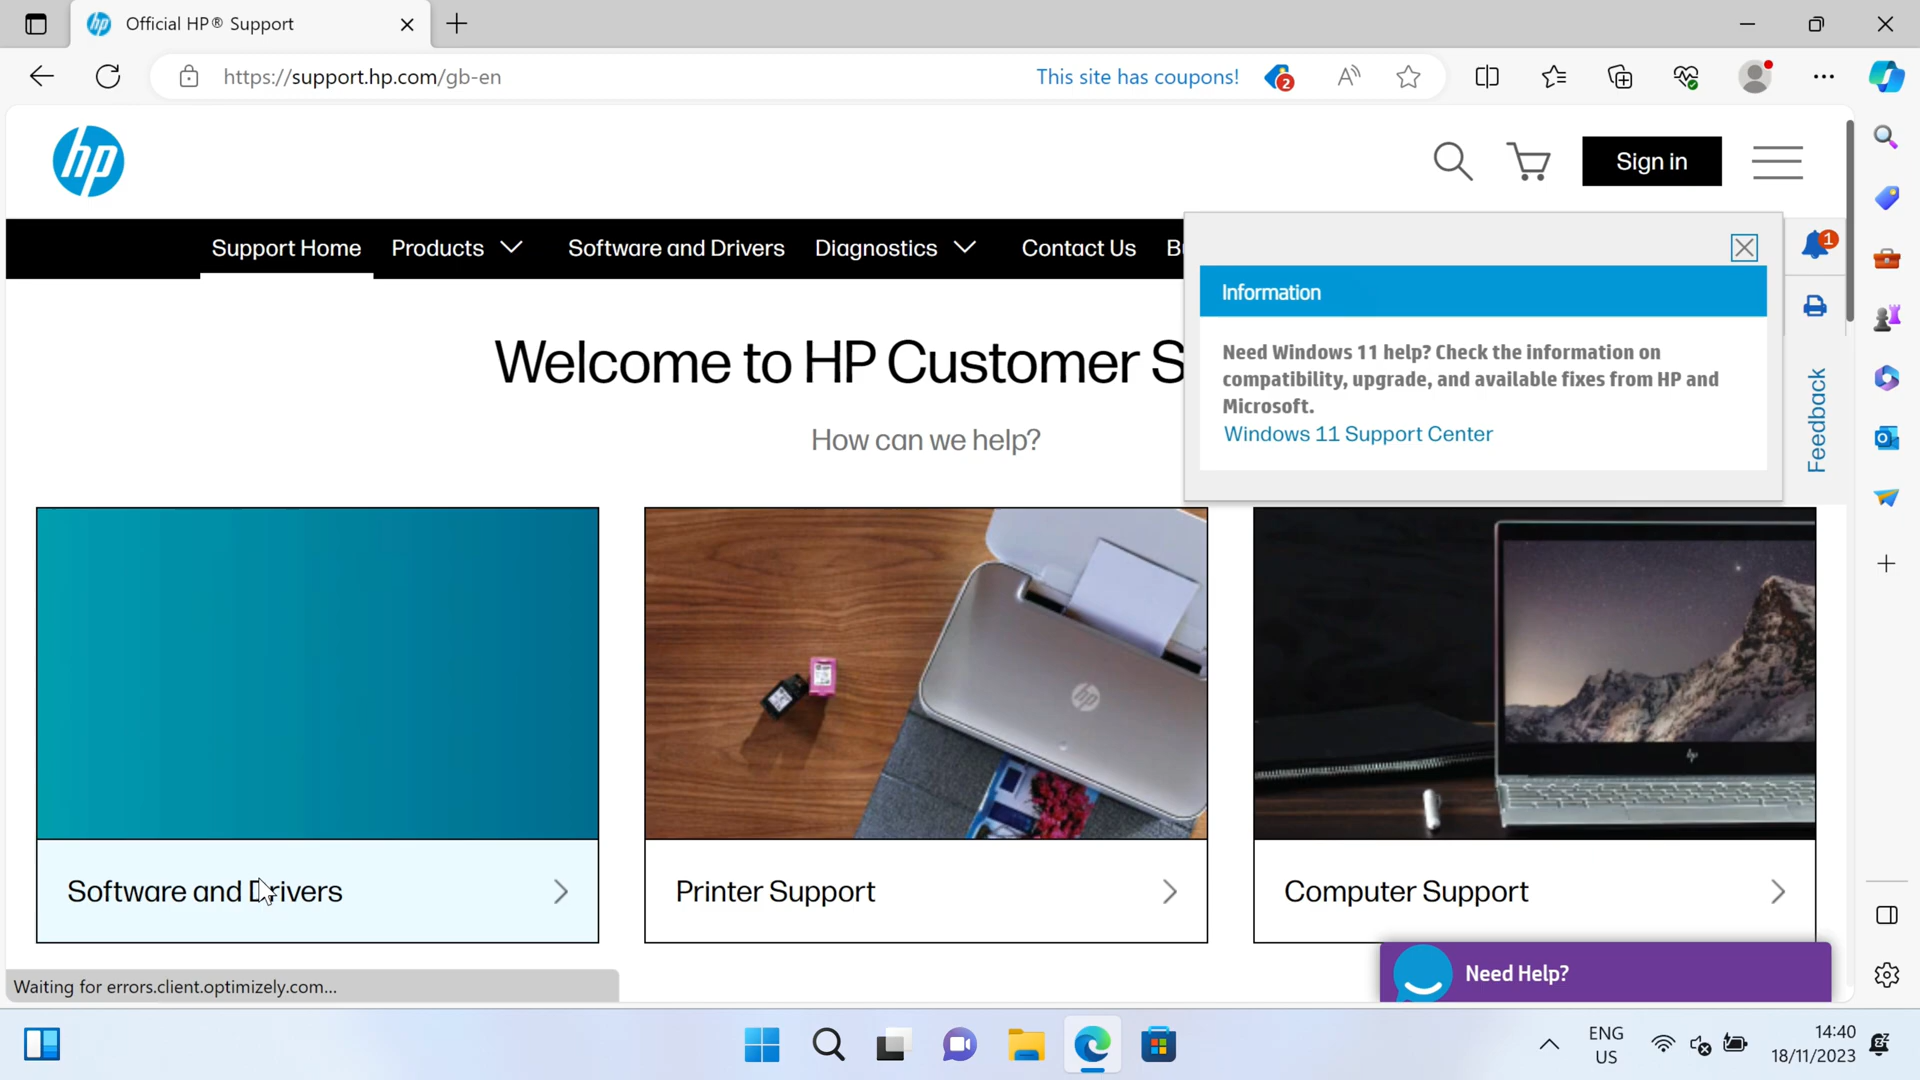 Official HP® Support
https://support.hp.com/gb-en
This site has coupons!
2
A
hp
Sign in
Support Home
Products
Software and Drivers
Diagnostics
Contact Us
B
1
Information
Need Windows 11 help? Check the information on
compatibility, upgrade, and available fixes from HP and
Microsoft.
Windows 11 Support Center
Feedback
Welcome to HP Customer S
How can we help?
Software and Drivers
Printer Support
Computer Support
Need Help?
Waiting for errors.client.optimizely.com...
ENG
US
14:40
18/11/2023